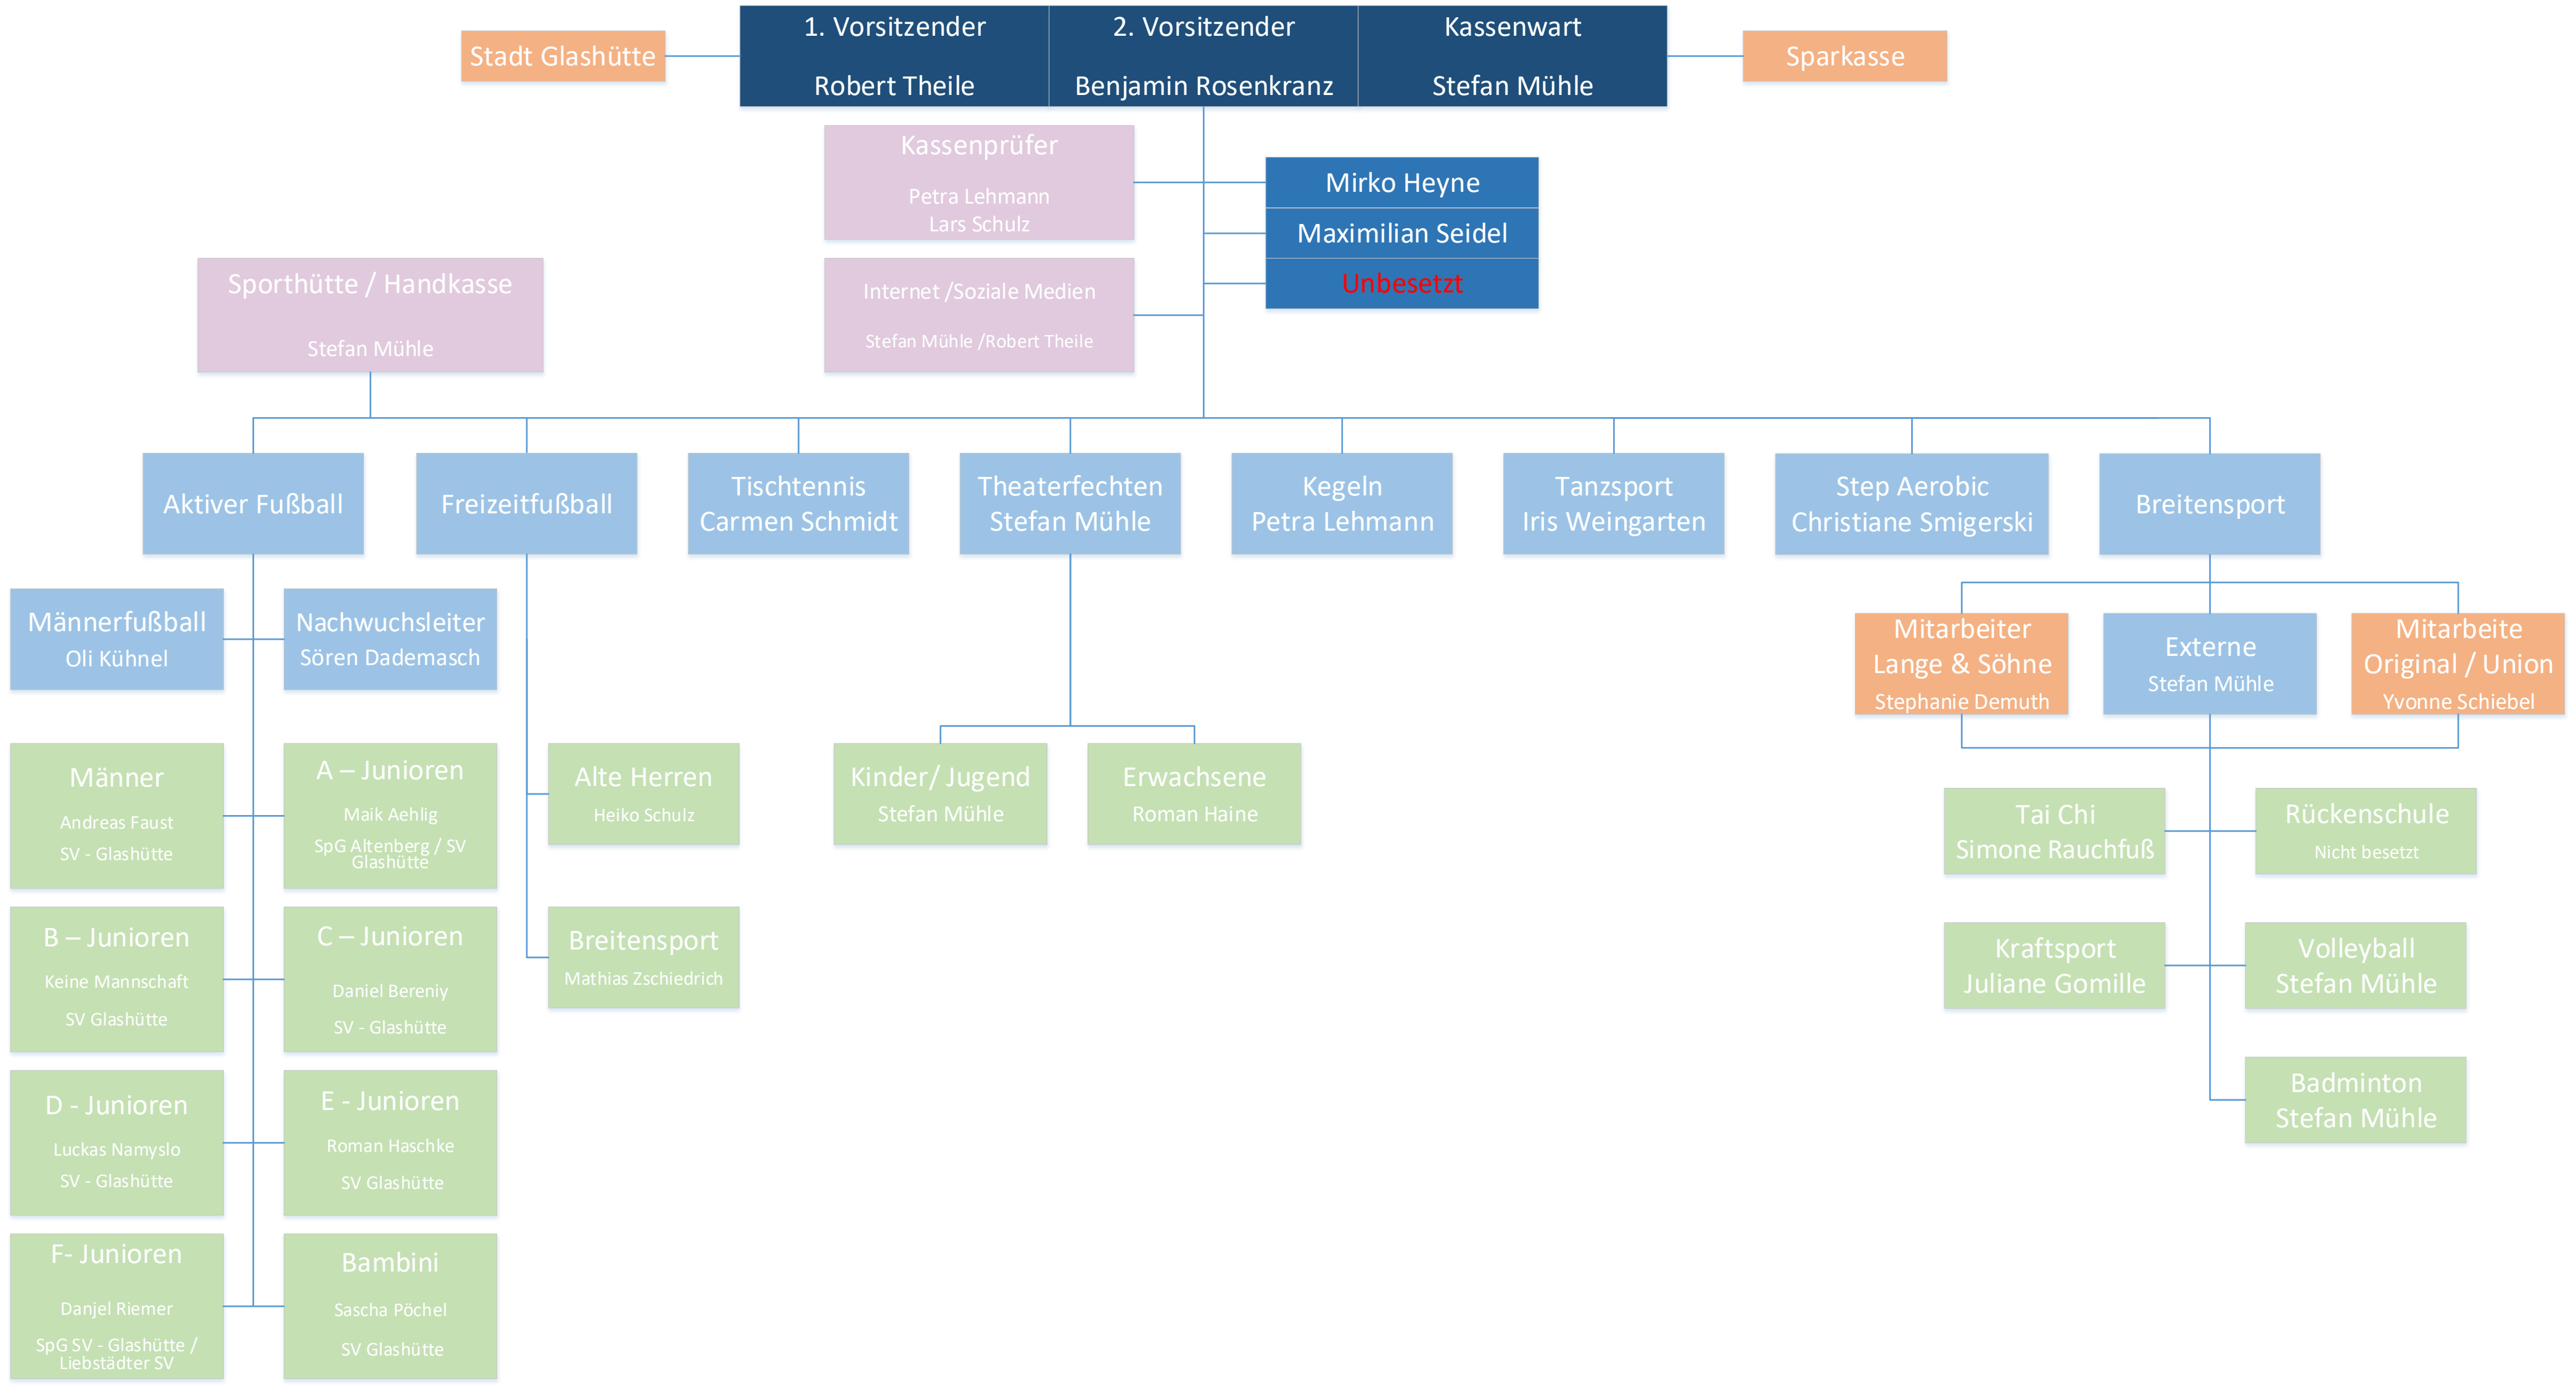 Stadt Glashütte
1. Vorsitzender
Robert Theile
2. Vorsitzender
Benjamin Rosenkranz
Kassenwart
Stefan Mühle
Sparkasse
Kassenprüfer
Petra Lehmann
Lars Schulz
Mirko Heyne
Maximilian Seidel
Unbesetzt
Sporthütte / Handkasse
Stefan Mühle
Internet /Soziale Medien
Stefan Mühle /Robert Theile
Aktiver Fußball
Freizeitfußball
Tischtennis
Carmen Schmidt
Theaterfechten
Stefan Mühle
Kegeln
Petra Lehmann
Tanzsport
Iris Weingarten
Step Aerobic
Christiane Smigerski
Breitensport
Männerfußball
Oli Kühnel
Nachwuchsleiter
Sören Dademasch
Mitarbeiter
Lange & Söhne
Stephanie Demuth
Externe
Stefan Mühle
Mitarbeite
Original / Union
Yvonne Schiebel
Männer
Andreas Faust
SV - Glashütte
A – Junioren
Maik Aehlig
SpG Altenberg / SV
Glashütte
Alte Herren
Heiko Schulz
Kinder/ Jugend
Stefan Mühle
Erwachsene
Roman Haine
Tai Chi
Simone Rauchfuß
Rückenschule
Nicht besetzt
B – Junioren
Keine Mannschaft
SV Glashütte
C – Junioren
Daniel Bereniy
SV - Glashütte
Breitensport
Mathias Zschiedrich
Kraftsport
Juliane Gomille
Volleyball
Stefan Mühle
D - Junioren
Luckas Namyslo
SV - Glashütte
E - Junioren
Roman Haschke
SV Glashütte
Badminton
Stefan Mühle
F- Junioren
Danjel Riemer
SpG SV - Glashütte /
Liebstädter SV
Bambini
Sascha Pöchel
SV Glashütte